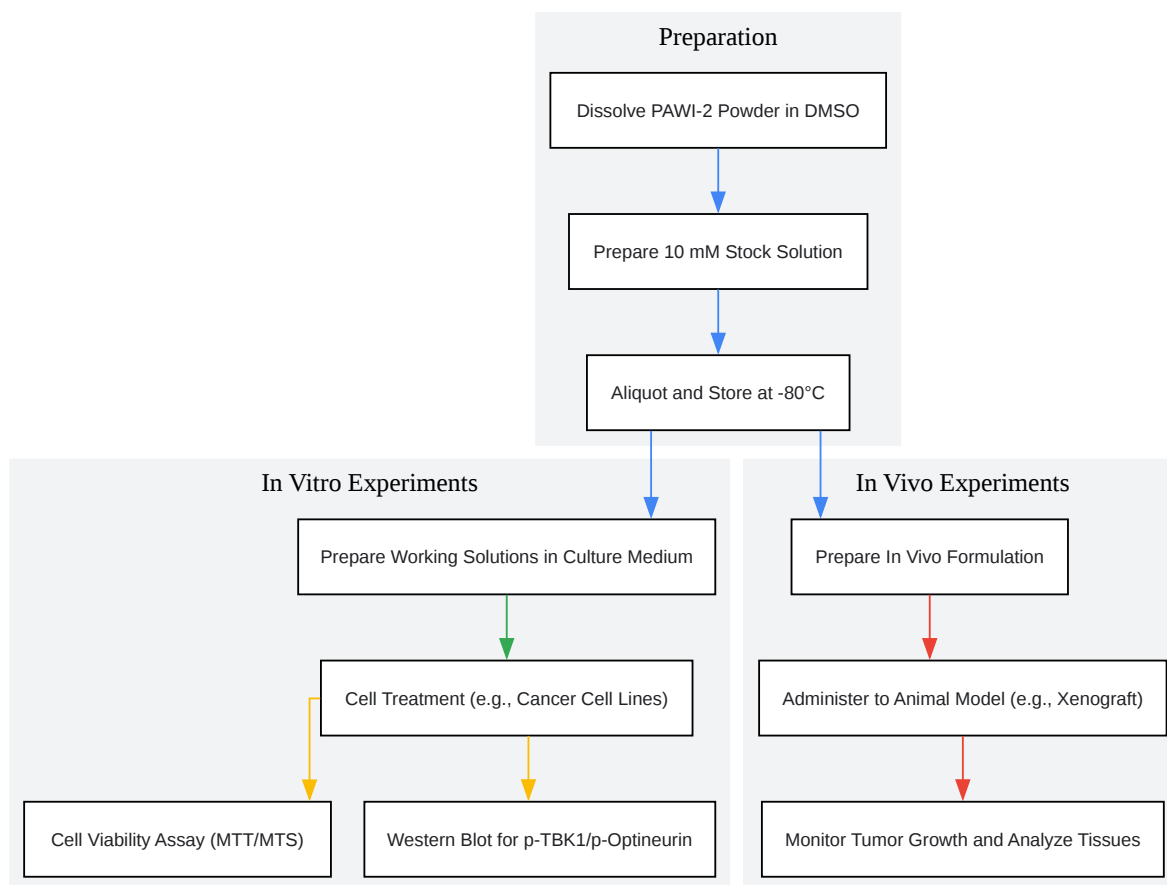 Preparation
Dissolve PAWI-2 Powder in DMSO
Prepare 10 mM Stock Solution
Aliquot and Store at -80°C
In Vitro Experiments
Prepare Working Solutions in Culture Medium
Cell Treatment (e.g., Cancer Cell Lines)
Cell Viability Assay (MTT/MTS)
Western Blot for p-TBK1/p-Optineurin
In Vivo Experiments
Prepare In Vivo Formulation
Administer to Animal Model (e.g., Xenograft)
Monitor Tumor Growth and Analyze Tissues